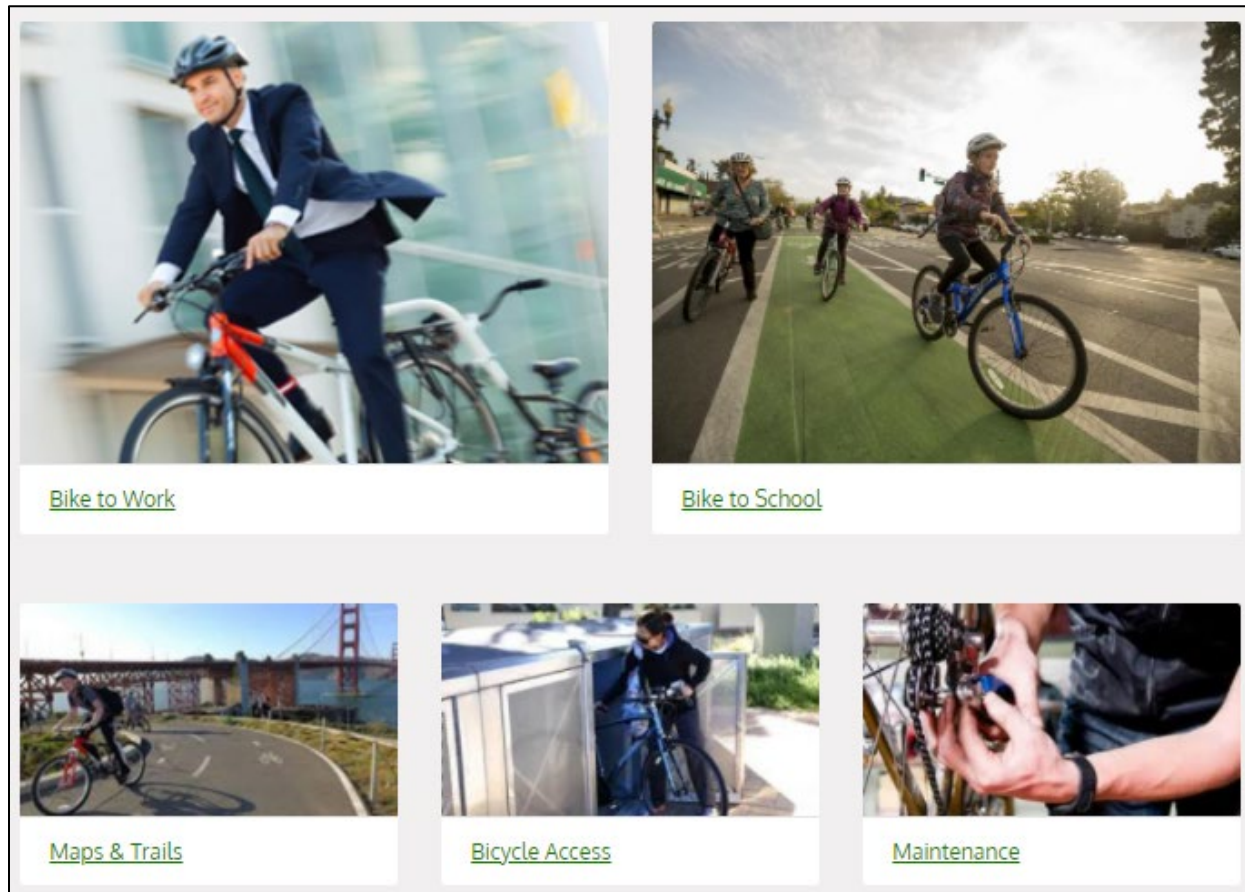 Bike to Work
Bike to School
Maps & Trails
Bicycle Access
Maintenance